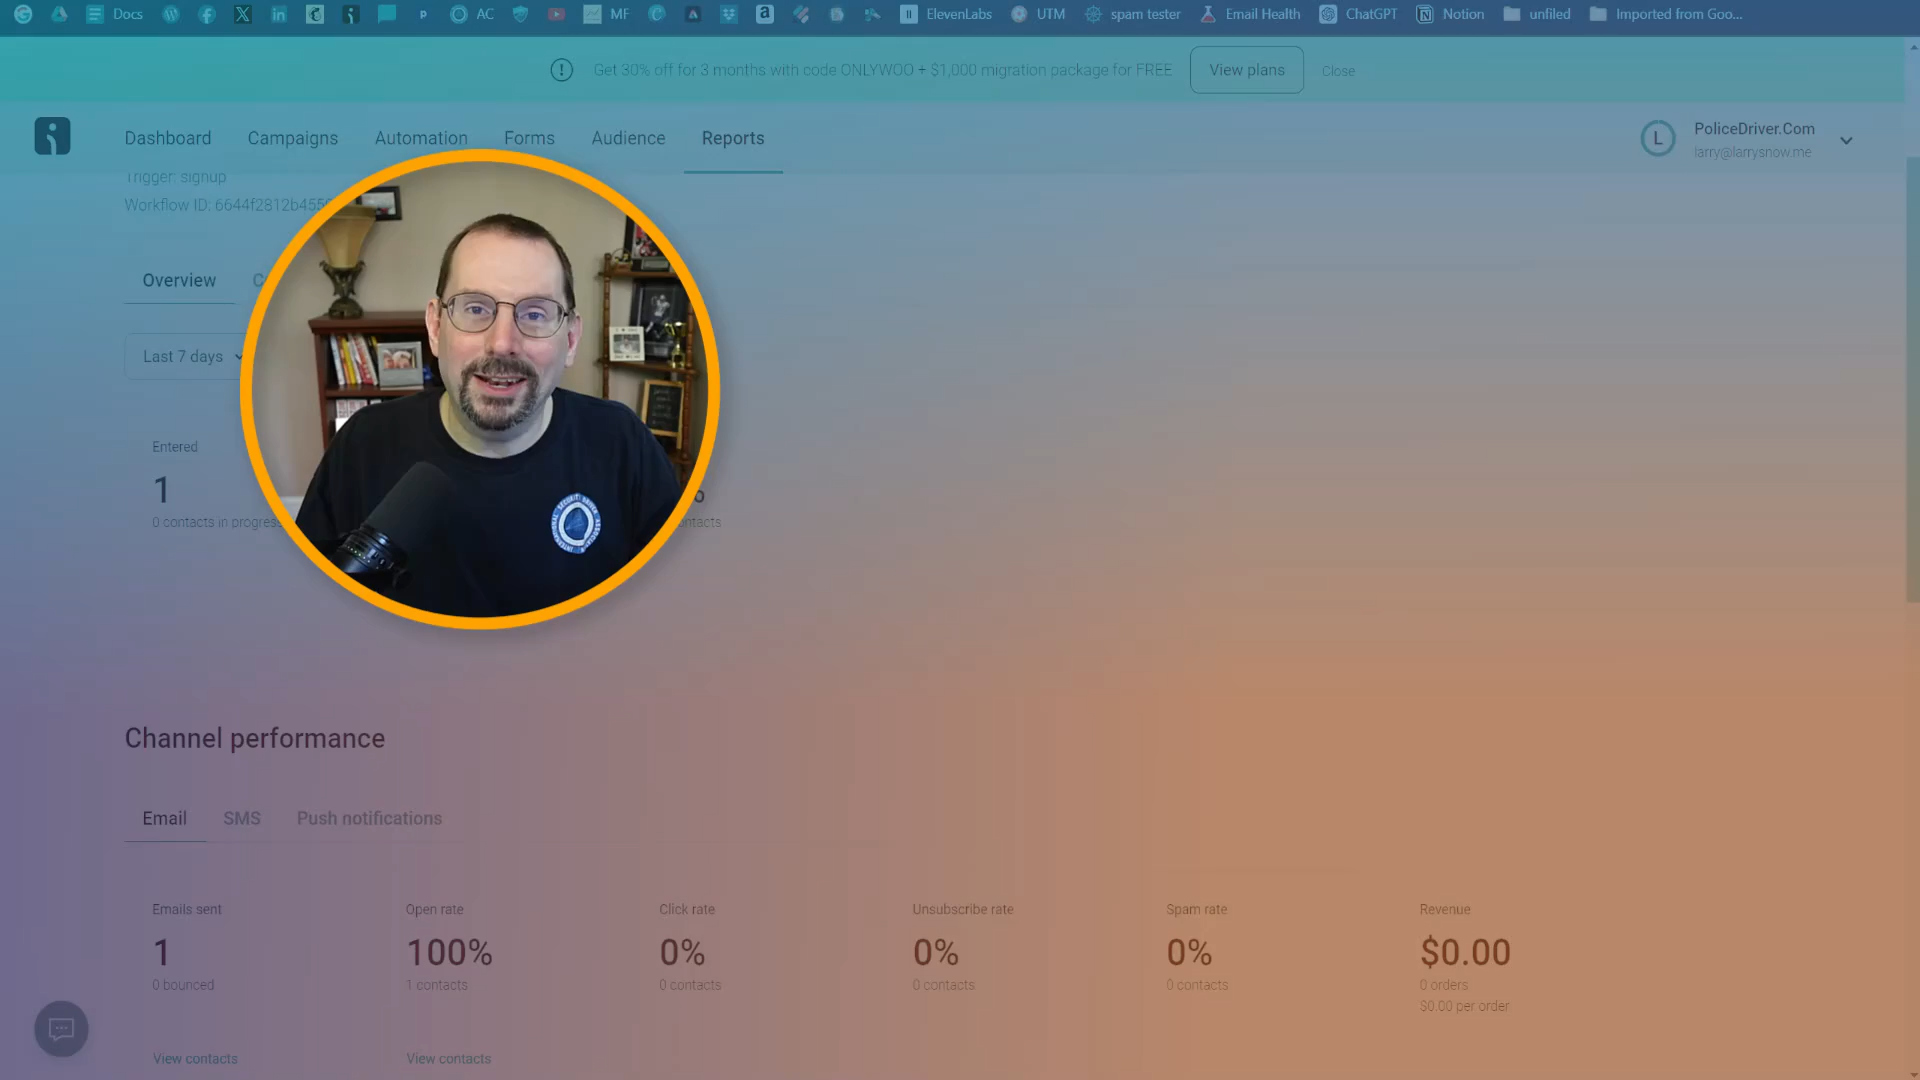 Docs
AC
MF
ElevenLabs
UTM
spam tester
Email Health
ChatGPT
Notion
unfiled
Imported from Goo...
Get 30% off for 3 months with code ONLYWOO + $1,000 migration package for FREE
View plans
Close
Dashboard
Campaigns
Automation
Forms
Audience
Reports
L
PoliceDriver.Com
larry@larrysnow.me
Trigger: signup
Workflow ID: 6644f2812b455
Overview
Last 7 days
Entered
1
0 contacts in progress
Channel performance
Email
SMS
Push notifications
Emails sent
1
0 bounced
View contacts
Open rate
100%
1 contacts
View contacts
Click rate
0%
0 contacts
Unsubscribe rate
0%
0 contacts
Spam rate
0%
0 contacts
Revenue
$0.00
0 orders
$0.00 per order